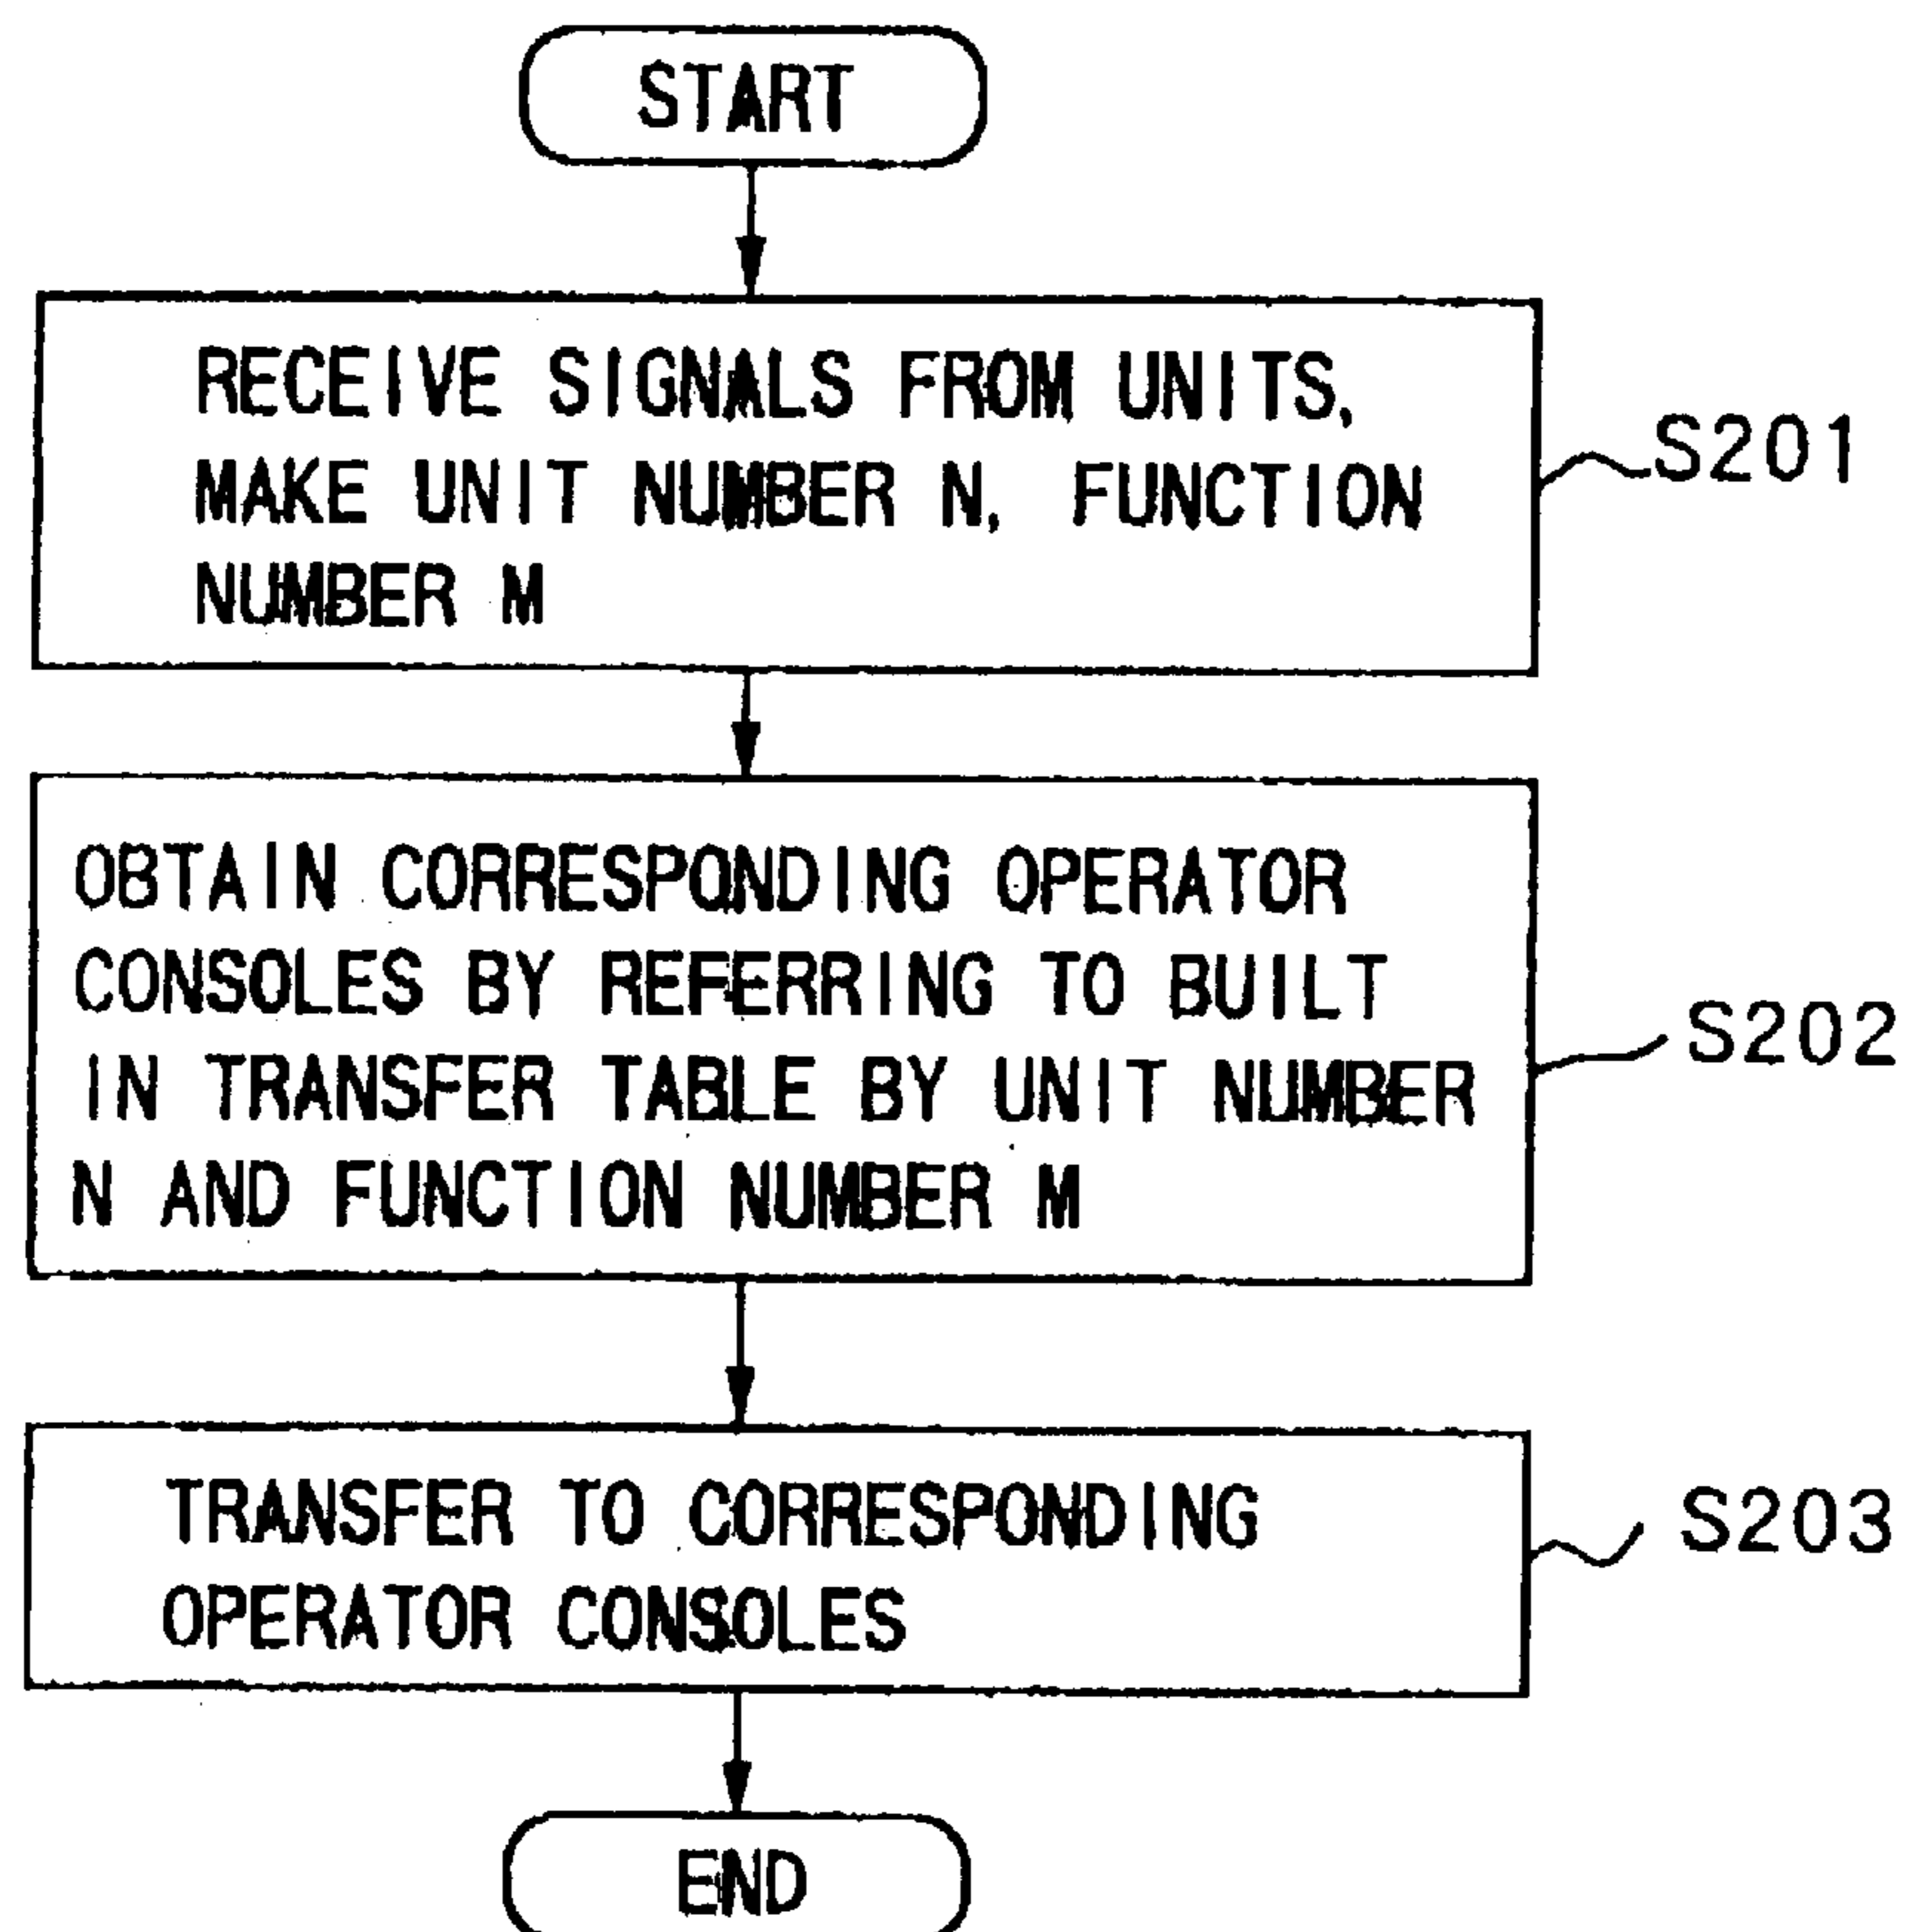 START
RECEIVE SIGNALS FROM UNITS,
MAKE UNIT NUMBER N, FUNCTION
NUMBER M
S201
OBTAIN CORRESPONDING OPERATOR
CONSOLES BY REFERRING TO BUILT
IN TRANSFER TABLE BY UNIT NUMBER
N AND FUNCTION NUMBER M
S202
TRANSFER TO CORRESPONDING
OPERATOR CONSOLES
S203
END